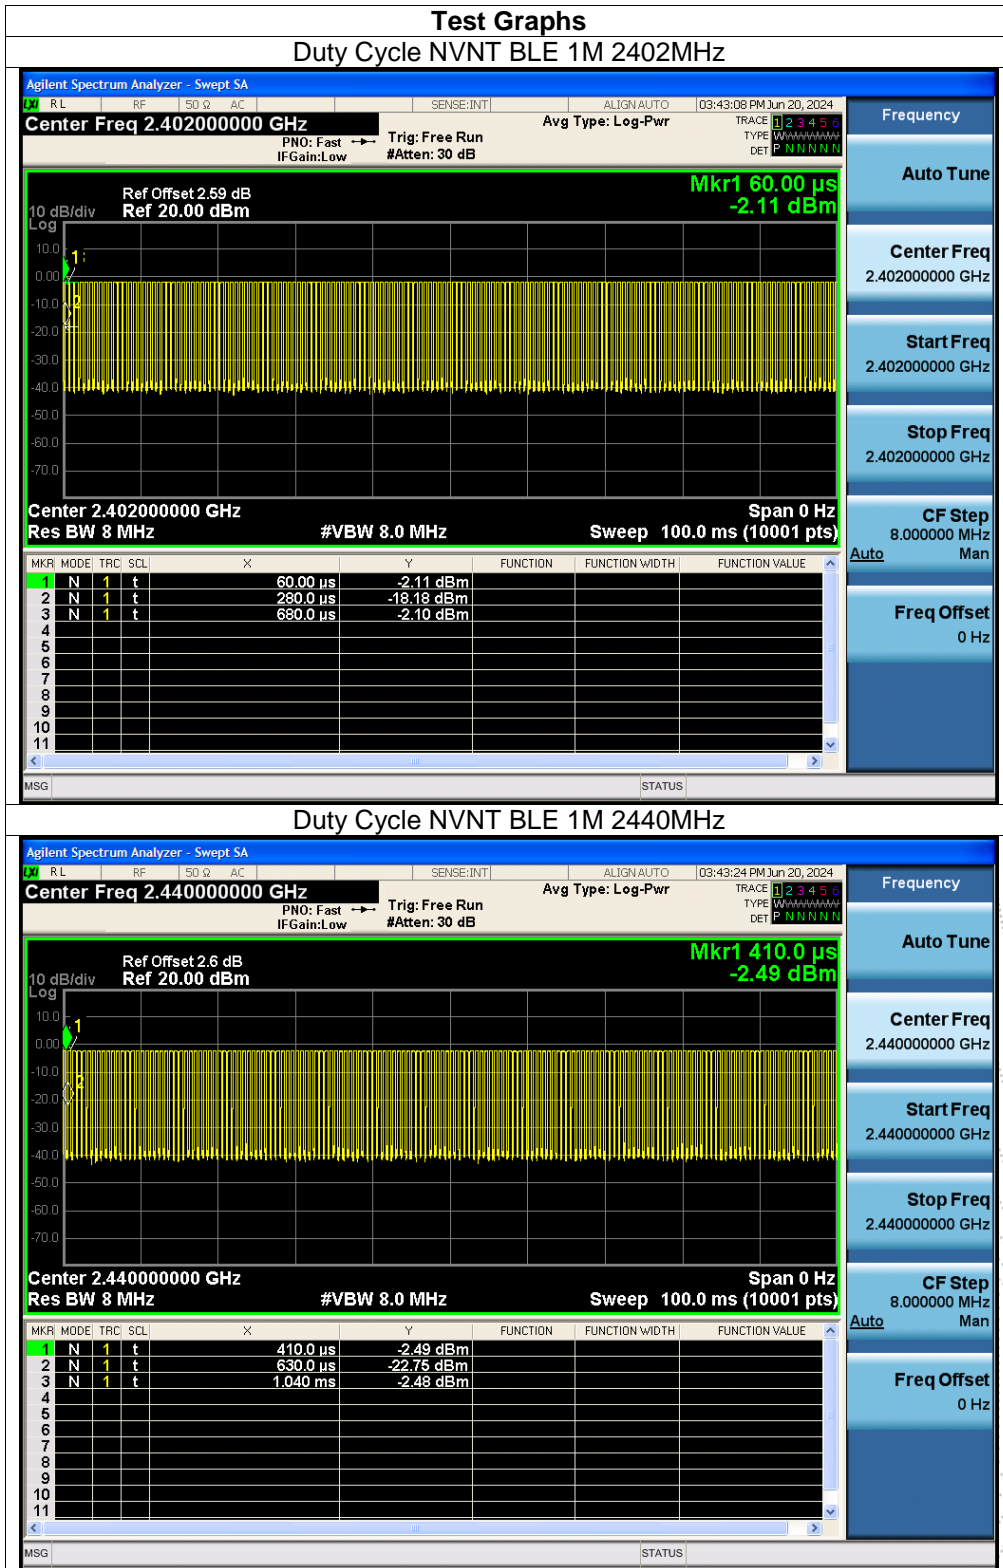 Test Graphs
Duty Cycle NVNT BLE 1M 2402MHz
Agilent Spectrum Analyzer - Swept SA
LXI RL RF 50 Ω AC SENSE:INT ALIGN AUTO 03:43:08 PM Jun 20, 2024
Center Freq 2.402000000 GHz Avg Type: Log-Pwr TRACE 1 2 3 4 5 6
PNO: Fast Trig: Free Run TYPE WWWWWW
IFGain:Low #Atten: 30 dB DET P N N N N N
Frequency
Auto Tune
Center Freq
2.402000000 GHz
Start Freq
2.402000000 GHz
Stop Freq
2.402000000 GHz
CF Step
8.000000 MHz
Auto Man
Freq Offset
0 Hz
Mkr1 60.00 µs
-2.11 dBm
Ref Offset 2.59 dB
10 dB/div Ref 20.00 dBm
Log
10.0
0.00
-10.0
-20.0
-30.0
-40.0
-50.0
-60.0
-70.0
1
2
Center 2.402000000 GHz Span 0 Hz
Res BW 8 MHz #VBW 8.0 MHz Sweep 100.0 ms (10001 pts)
MKR MODE TRC SCL X Y FUNCTION FUNCTION WIDTH FUNCTION VALUE
1 N 1 t 60.00 µs -2.11 dBm
2 N 1 t 280.0 µs -18.18 dBm
3 N 1 t 680.0 µs -2.10 dBm
4
5
6
7
8
9
10
11
MSG STATUS
Duty Cycle NVNT BLE 1M 2440MHz
Agilent Spectrum Analyzer - Swept SA
LXI RL RF 50 Ω AC SENSE:INT ALIGN AUTO 03:43:24 PM Jun 20, 2024
Center Freq 2.440000000 GHz Avg Type: Log-Pwr TRACE 1 2 3 4 5 6
PNO: Fast Trig: Free Run TYPE WWWWWW
IFGain:Low #Atten: 30 dB DET P N N N N N
Frequency
Auto Tune
Center Freq
2.440000000 GHz
Start Freq
2.440000000 GHz
Stop Freq
2.440000000 GHz
CF Step
8.000000 MHz
Auto Man
Freq Offset
0 Hz
Mkr1 410.0 µs
-2.49 dBm
Ref Offset 2.6 dB
10 dB/div Ref 20.00 dBm
Log
10.0
0.00
-10.0
-20.0
-30.0
-40.0
-50.0
-60.0
-70.0
1
2
Center 2.440000000 GHz Span 0 Hz
Res BW 8 MHz #VBW 8.0 MHz Sweep 100.0 ms (10001 pts)
MKR MODE TRC SCL X Y FUNCTION FUNCTION WIDTH FUNCTION VALUE
1 N 1 t 410.0 µs -2.49 dBm
2 N 1 t 630.0 µs -22.75 dBm
3 N 1 t 1.040 ms -2.48 dBm
4
5
6
7
8
9
10
11
MSG STATUS